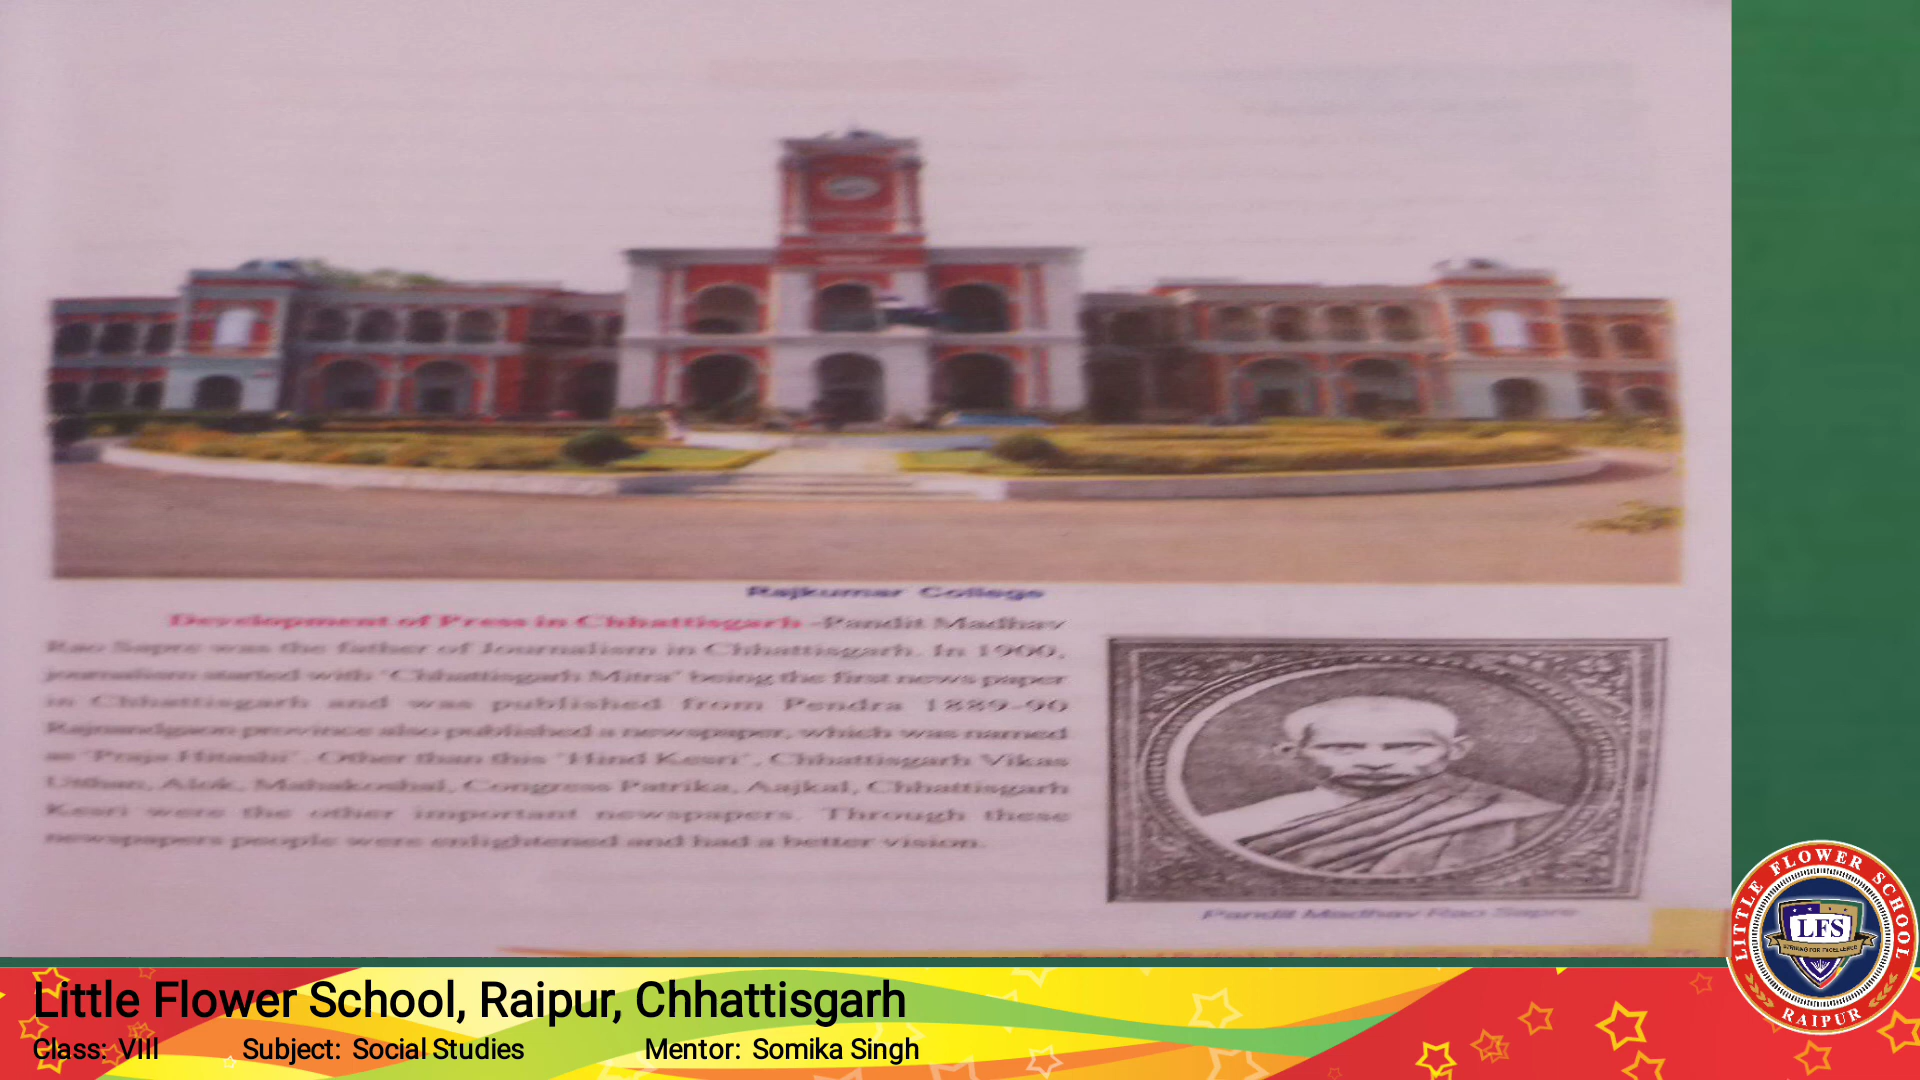 Rajkumar College
Development of Press in Chhattisgarh -Pandit Madhav
Rao Sapre was the father of Journalism in Chhattisgarh. In 1900,
journalism started with "Chhattisgarh Mitra" being the first news paper
in Chhattisgarh and was published from Pendra 1889-90
Rajnandgaon province also published a newspaper, which was named
as "Praja Hitashi". Other than this "Hind Kesri", Chhattisgarh Vikas
Utthan, Alok, Mahakoshal, Congress Patrika, Aajkal, Chhattisgarh
Kesri were the other important newspapers. Through these
newspapers people were enlightened and had a better vision.
Pandit Madhav Rao Sapre
LITTLE FLOWER SCHOOL
LFS
STRIVING FOR EXCELLENCE
RAIPUR
Little Flower School, Raipur, Chhattisgarh
Class: VIII Subject: Social Studies Mentor: Somika Singh